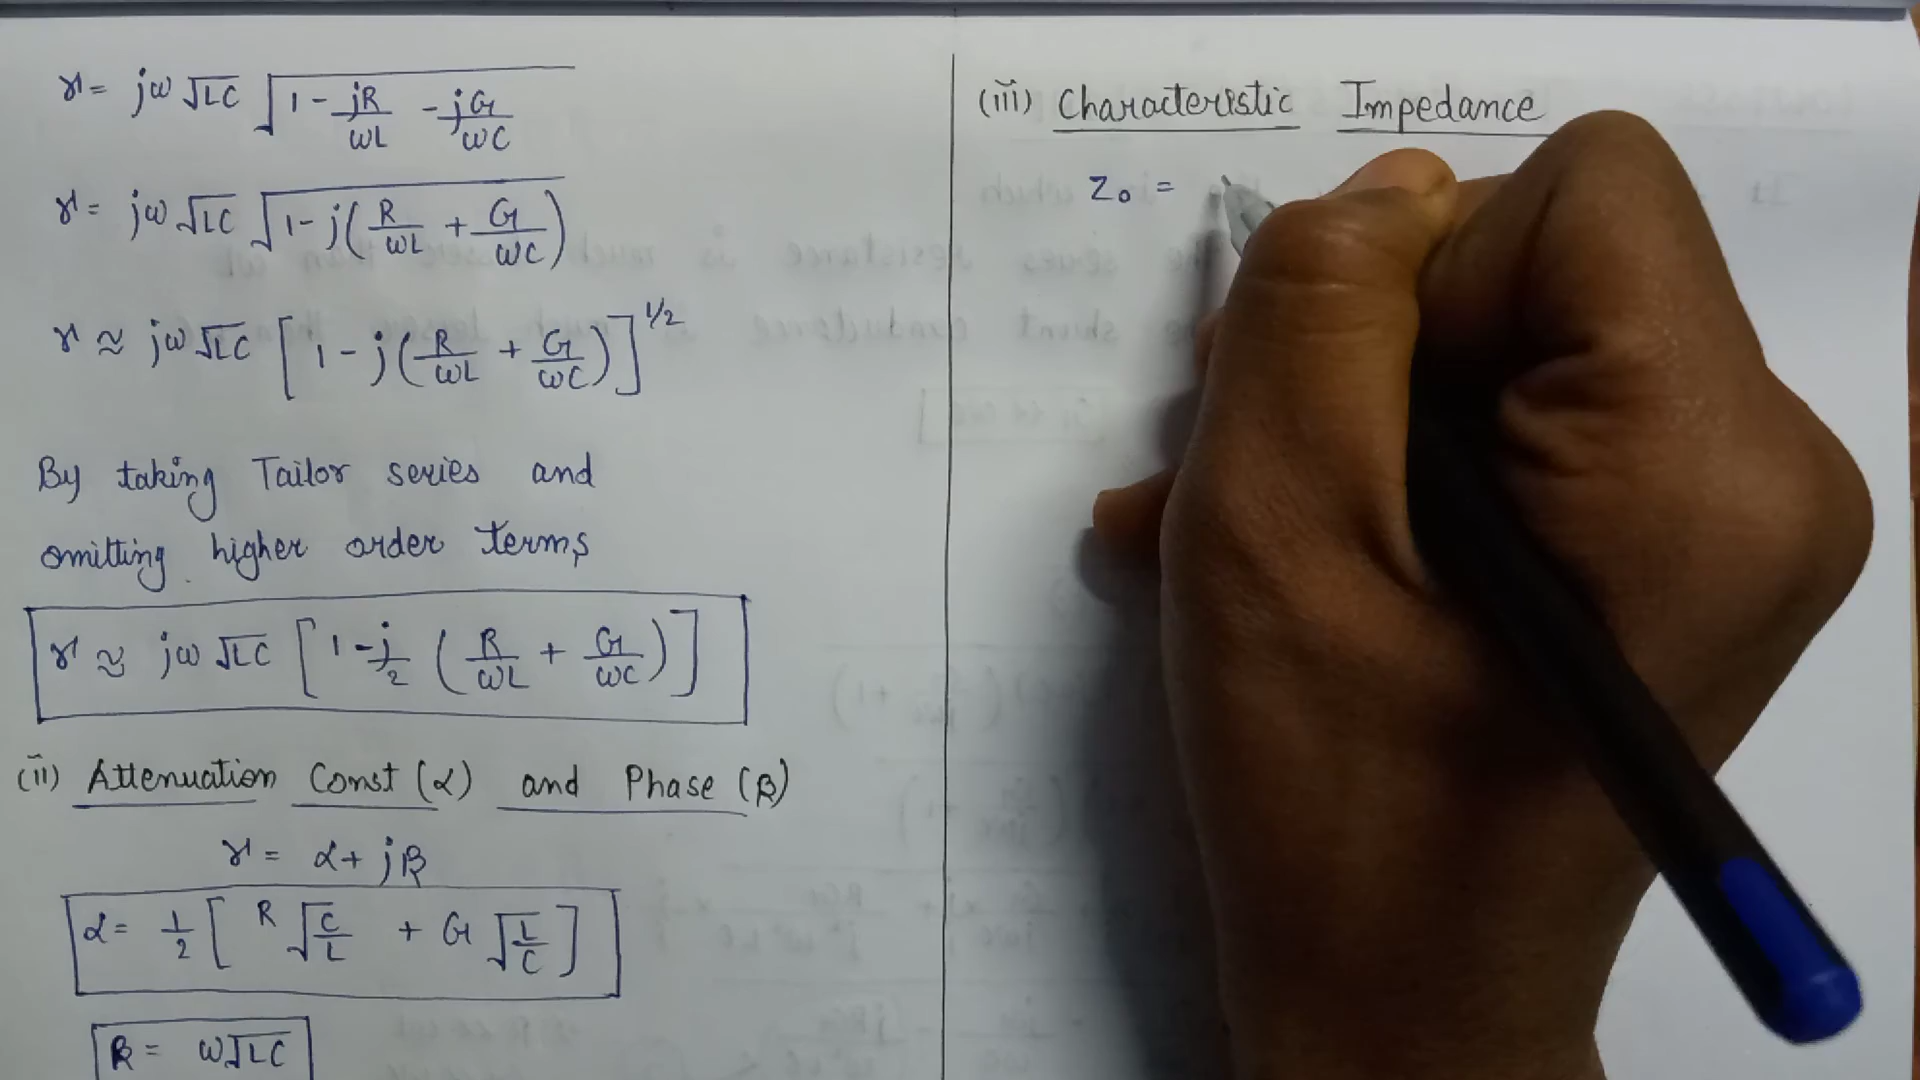 γ = jω √LC √(1 - jR/ωL - jG/ωC)
γ = jω √LC √(1 - j(R/ωL + G/ωC))
γ ≈ jω √LC [1 - j(R/ωL + G/ωC)]^1/2
By taking Tailor series and
omitting higher order terms
γ ≈ jω √LC [1 - j/2 (R/ωL + G/ωC)]
(ii) Attenuation Const (α) and Phase (β)
γ = α + jβ
α = 1/2 [R √C/L + G √L/C]
β = ω√LC
(iii) Characteristic Impedance
Z₀ =